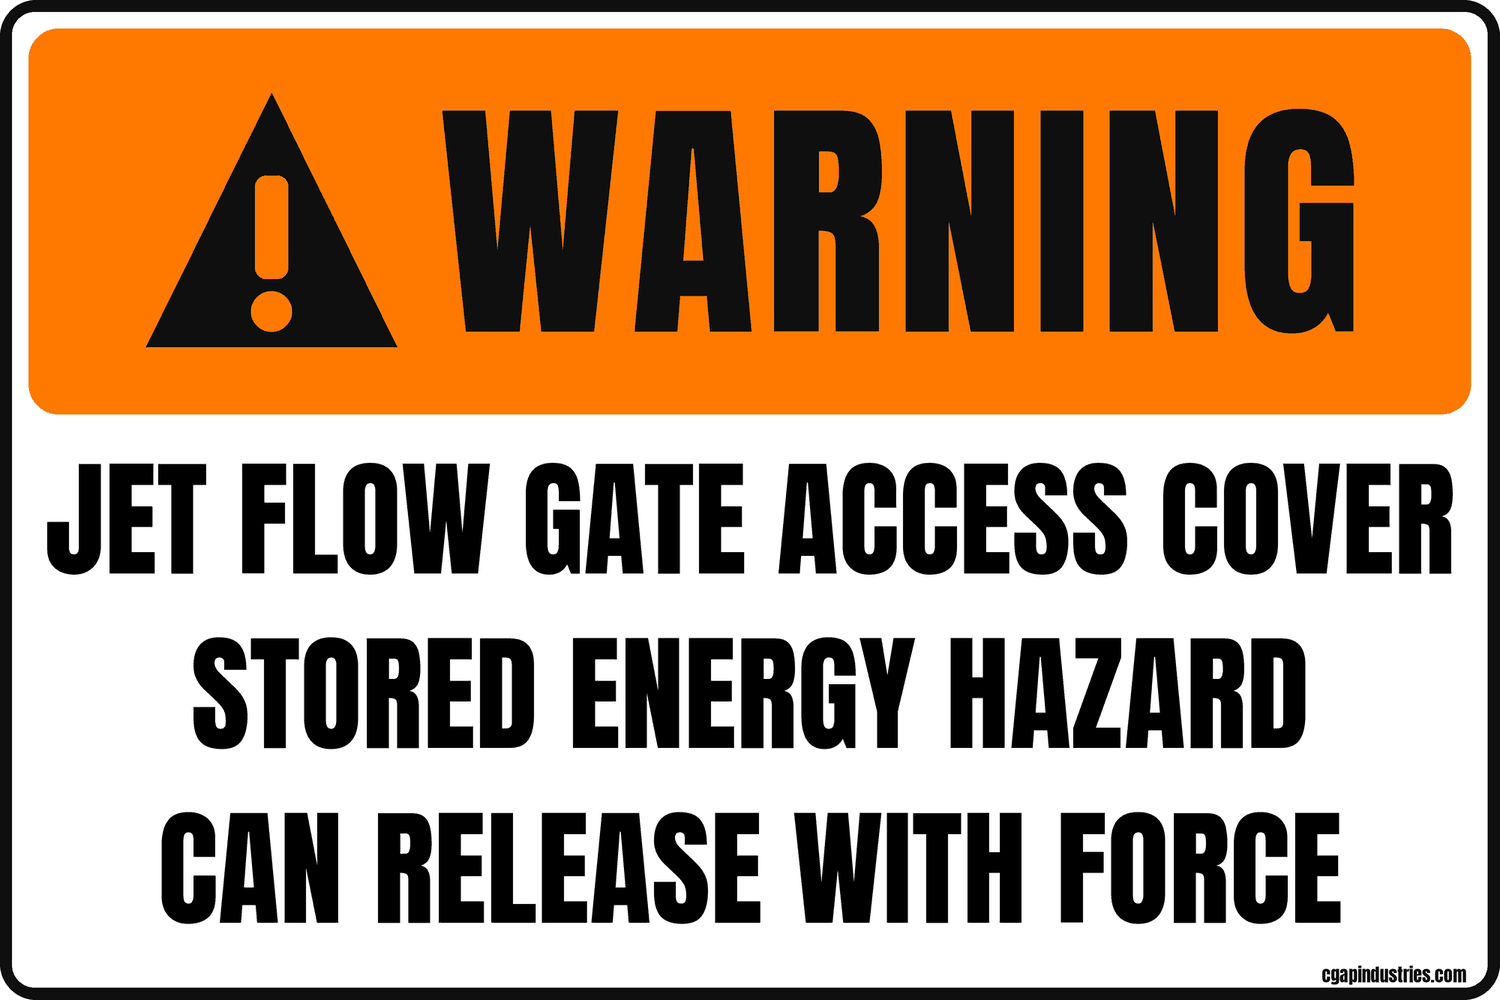 WARNING
JET FLOW GATE ACCESS COVER
STORED ENERGY HAZARD
CAN RELEASE WITH FORCE
cgapindustries.com